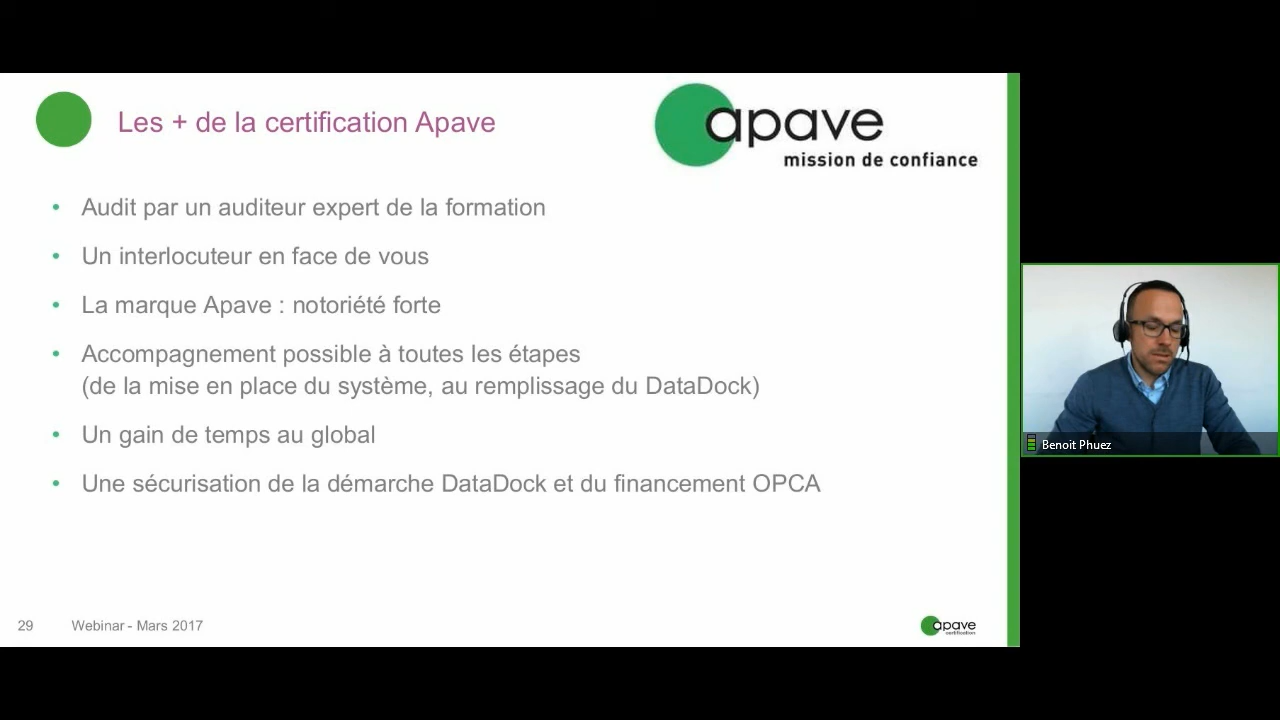 Les + de la certification Apave
apave
mission de confiance
• Audit par un auditeur expert de la formation
• Un interlocuteur en face de vous
• La marque Apave : notoriété forte
• Accompagnement possible à toutes les étapes
(de la mise en place du système, au remplissage du DataDock)
• Un gain de temps au global
• Une sécurisation de la démarche DataDock et du financement OPCA
Benoit Phuez
29 Webinar - Mars 2017
apave
certification